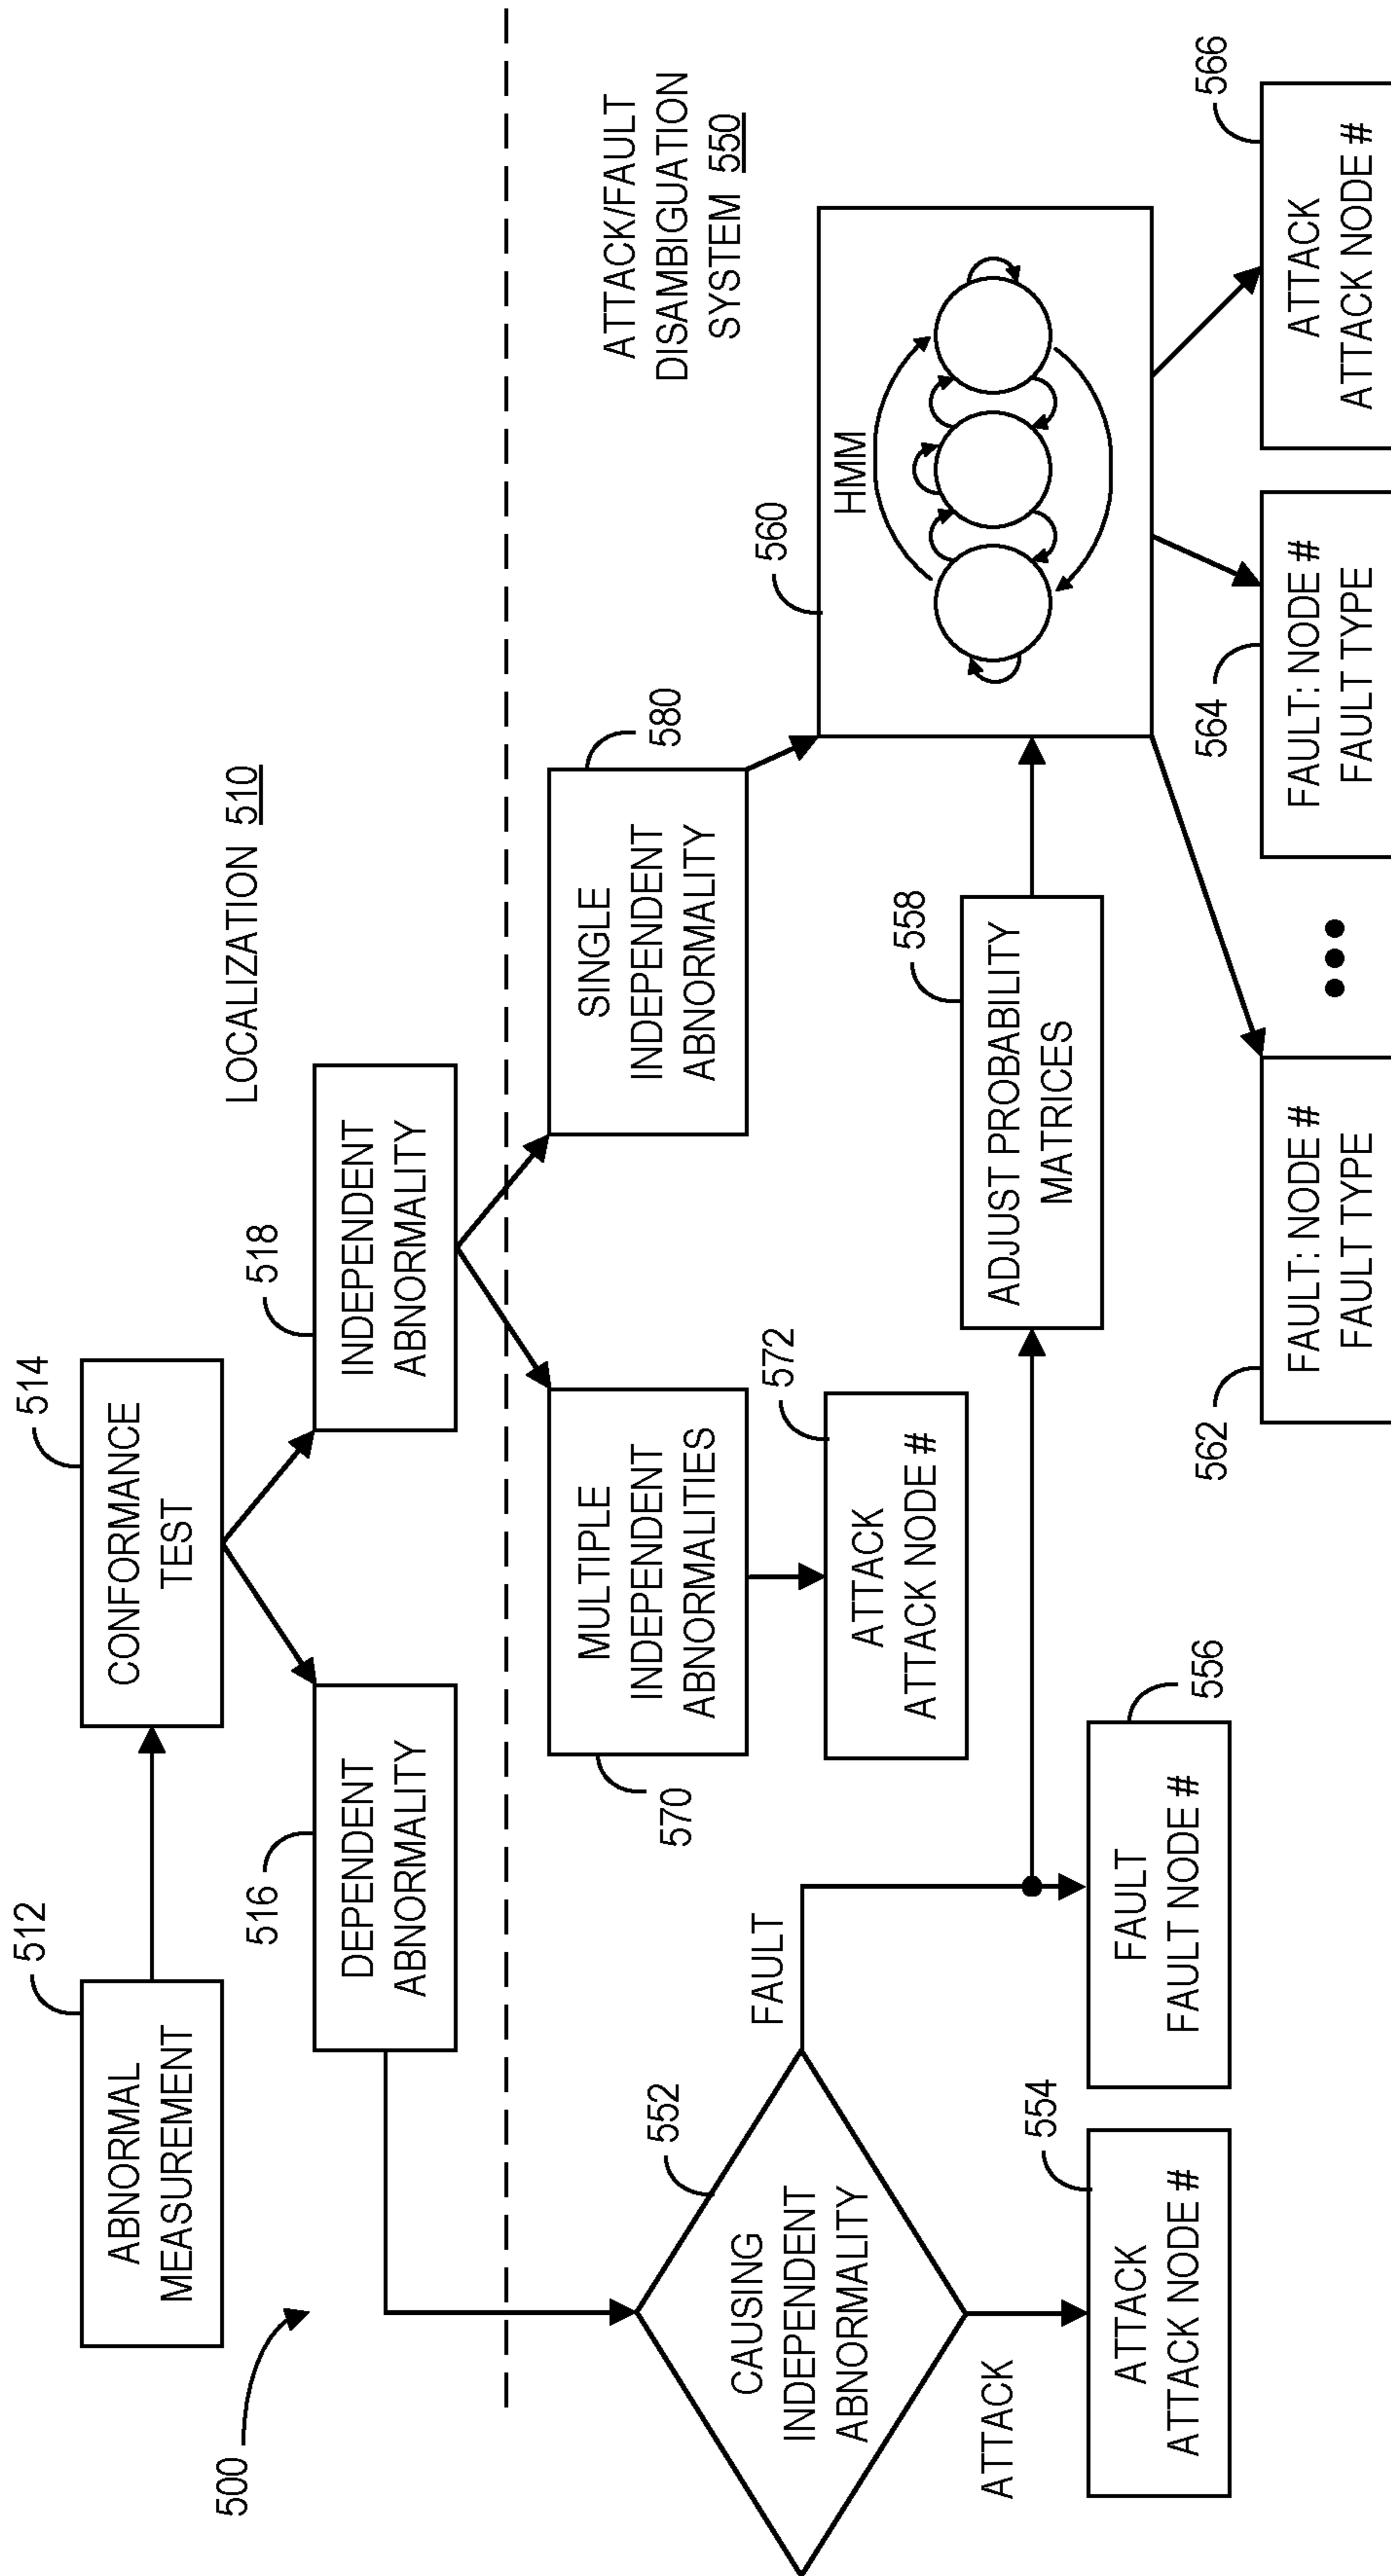 500
512
ABNORMAL
MEASUREMENT
514
CONFORMANCE
TEST
LOCALIZATION 510
516
DEPENDENT
ABNORMALITY
518
INDEPENDENT
ABNORMALITY
ATTACK/FAULT
DISAMBIGUATION
SYSTEM 550
552
CAUSING
INDEPENDENT
ABNORMALITY
FAULT
ATTACK
570
MULTIPLE
INDEPENDENT
ABNORMALITIES
580
SINGLE
INDEPENDENT
ABNORMALITY
572
ATTACK
ATTACK NODE #
560
HMM
558
ADJUST PROBABILITY
MATRICES
554
ATTACK
ATTACK NODE #
556
FAULT
FAULT NODE #
562
FAULT: NODE #
FAULT TYPE
564
FAULT: NODE #
FAULT TYPE
566
ATTACK
ATTACK NODE #